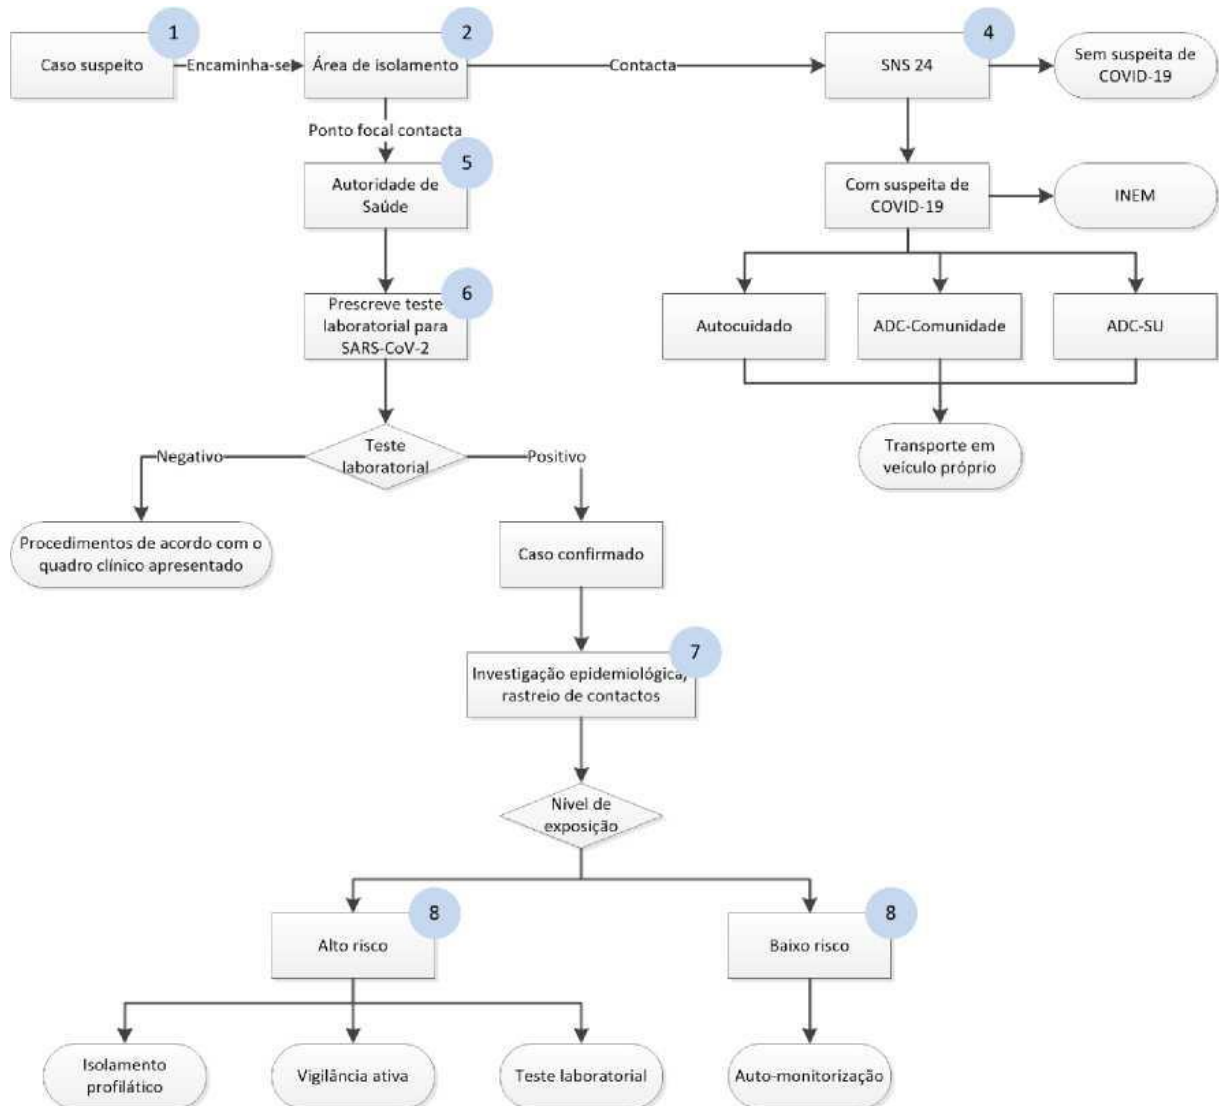 1
Caso suspeito
Encaminha-se
2
Área de isolamento
Contacta
4
SNS 24
Sem suspeita de
COVID-19
Ponto focal contacta
5
Autoridade de
Saúde
Com suspeita de
COVID-19
INEM
6
Prescreve teste
laboratorial para
SARS-CoV-2
Autocuidado
ADC-Comunidade
ADC-SU
Negativo
Teste
laboratorial
Positivo
Transporte em
veículo próprio
Procedimentos de acordo com o
quadro clínico apresentado
Caso confirmado
7
Investigação epidemiológica/
rastreio de contactos
Nível de
exposição
8
Alto risco
8
Baixo risco
Isolamento
profilático
Vigilância ativa
Teste laboratorial
Auto-monitorização